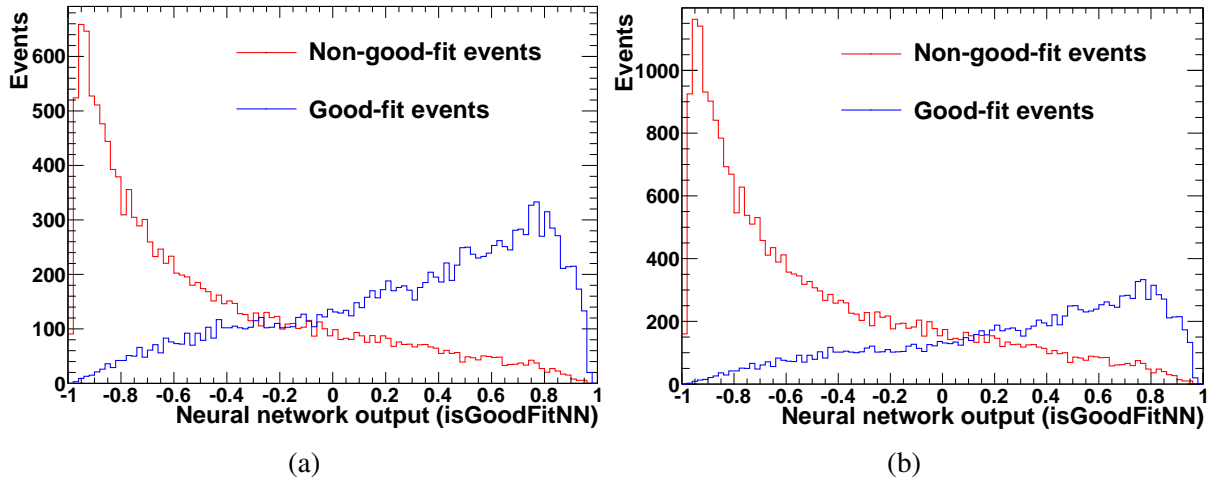 Events
600
500
400
300
200
100
0
Non-good-fit events
Good-fit events
-1 -0.8 -0.6 -0.4 -0.2 0 0.2 0.4 0.6 0.8 1
Neural network output (isGoodFitNN)
(a)
Events
1000
800
600
400
200
0
Non-good-fit events
Good-fit events
-1 -0.8 -0.6 -0.4 -0.2 0 0.2 0.4 0.6 0.8 1
Neural network output (isGoodFitNN)
(b)